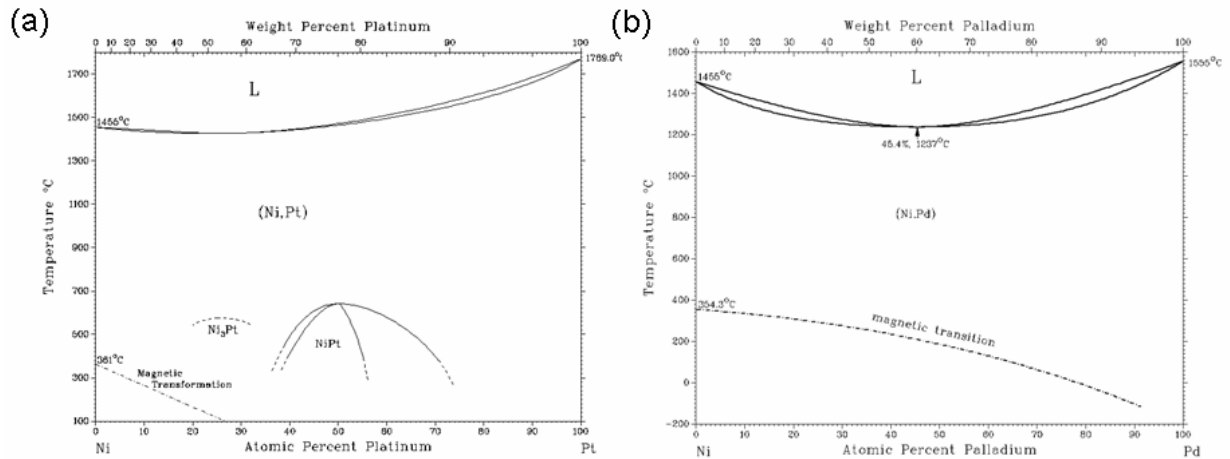 (a)
Weight Percent Platinum
0 10 20 30 40 50 60 70 80 90 100
1769.0°C
1700
1500
1300
1100
900
700
500
300
100
Temperature °C
L
1455°C
(Ni,Pt)
Ni₃Pt
NiPt
361°C
Magnetic
Transformation
0 10 20 30 40 50 60 70 80 90 100
Ni
Atomic Percent Platinum
Pt
(b)
Weight Percent Palladium
0 10 20 30 40 50 60 70 80 90 100
1600
1400
1200
1000
800
600
400
200
0
-200
Temperature °C
L
1455°C
1555°C
45.4%, 1237°C
(Ni,Pd)
354.3°C
magnetic transition
0 10 20 30 40 50 60 70 80 90 100
Ni
Atomic Percent Palladium
Pd